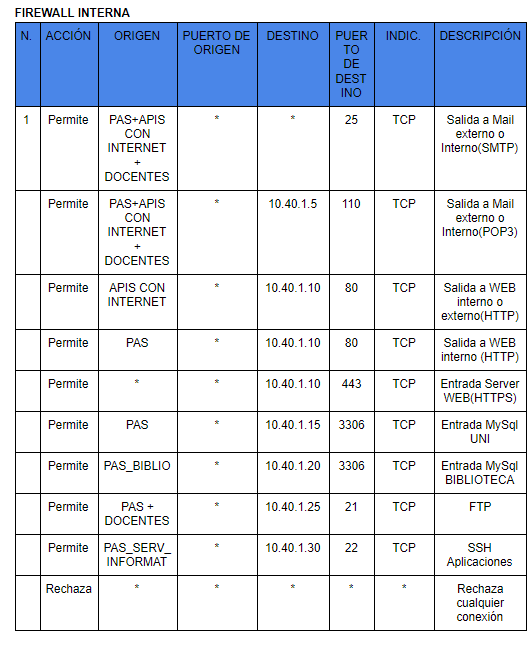 FIREWALL INTERNA
N. ACCIÓN ORIGEN PUERTO DE ORIGEN DESTINO PUER TO DE DEST INO INDIC. DESCRIPCIÓN
1 Permite PAS+APIS CON INTERNET + DOCENTES * * 25 TCP Salida a Mail externo o Interno(SMTP)
Permite PAS+APIS CON INTERNET + DOCENTES * 10.40.1.5 110 TCP Salida a Mail externo o Interno(POP3)
Permite APIS CON INTERNET * 10.40.1.10 80 TCP Salida a WEB interno o externo(HTTP)
Permite PAS * 10.40.1.10 80 TCP Salida a WEB interno (HTTP)
Permite * * 10.40.1.10 443 TCP Entrada Server WEB(HTTPS)
Permite PAS * 10.40.1.15 3306 TCP Entrada MySql UNI
Permite PAS_BIBLIO * 10.40.1.20 3306 TCP Entrada MySql BIBLIOTECA
Permite PAS + DOCENTES * 10.40.1.25 21 TCP FTP
Permite PAS_SERV_ INFORMAT * 10.40.1.30 22 TCP SSH Aplicaciones
Rechaza * * * * * Rechaza cualquier conexión